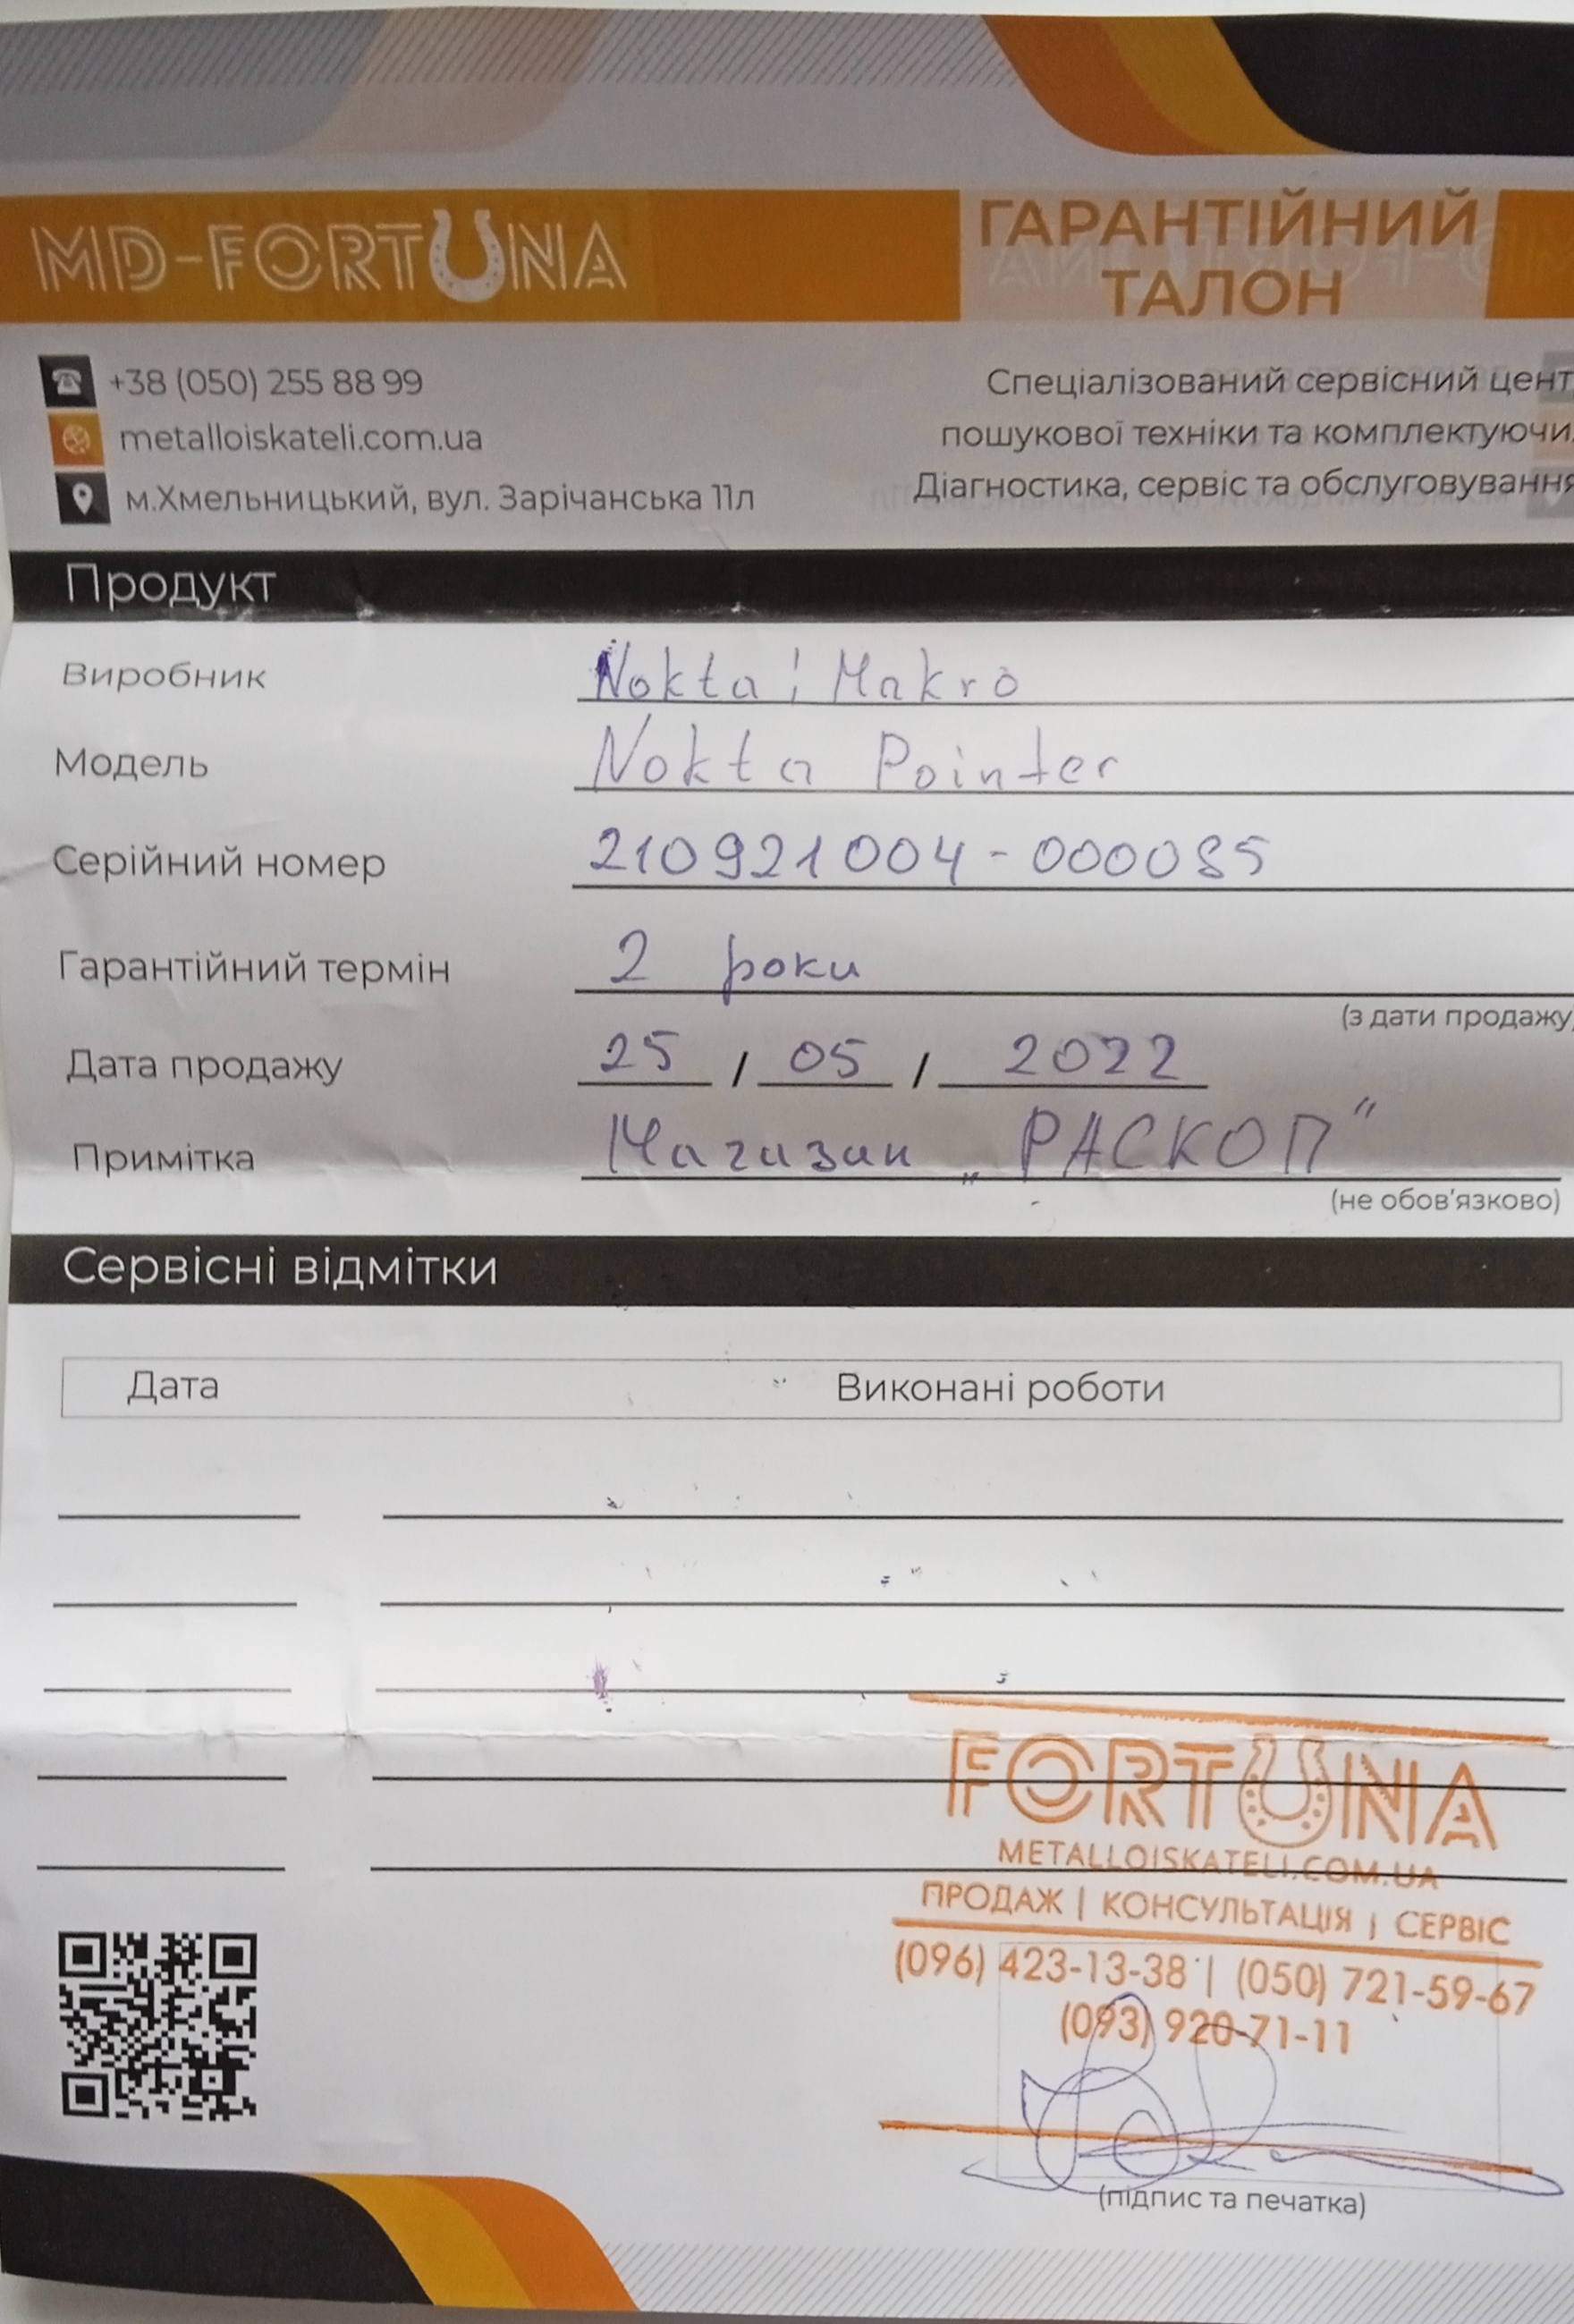 MD-FORTUNA
ГАРАНТІЙНИЙ
ТАЛОН
+38 (050) 255 88 99
metalloiskateli.com.ua
м.Хмельницький, вул. Зарічанська 11л
Спеціалізований сервісний цент
пошукової техніки та комплектуючи
Діагностика, сервіс та обслуговування
Продукт
Виробник Nokta | Makro
Модель Nokta Pointer
Серійний номер 210921004-000085
Гарантійний термін 2 роки
(з дати продажу)
Дата продажу 25 / 05 / 2022
Примітка Магазин „РАСКОП“
(не обов'язково)
Сервісні відмітки
Дата Виконані роботи
FORTUNA
METALLOISKATELI.COM.UA
ПРОДАЖ | КОНСУЛЬТАЦІЯ | СЕРВІС
(096) 423-13-38 | (050) 721-59-67
(093) 920-71-11
(підпис та печатка)